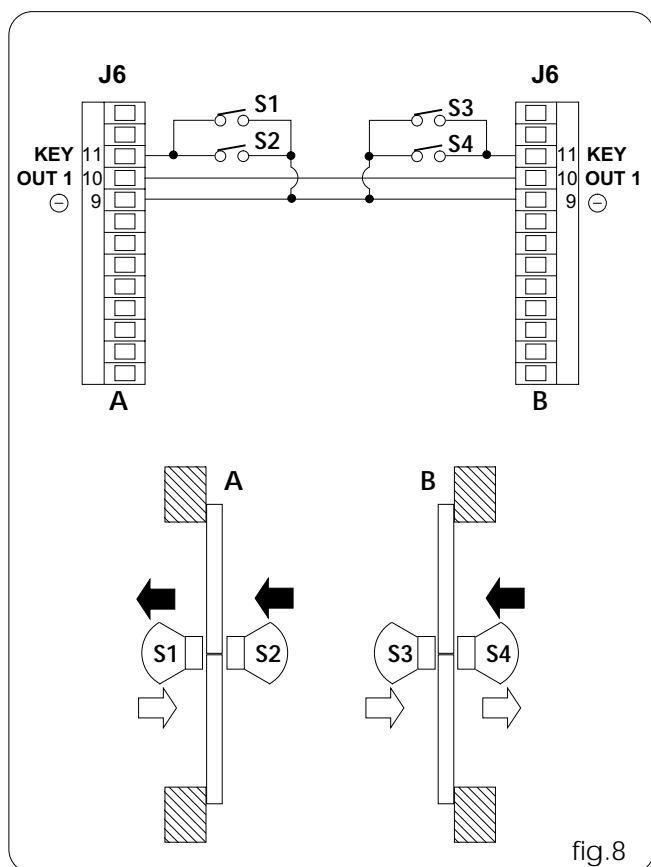 J6 J6
S1 S3
S2 S4
KEY 11 11 KEY
OUT 1 10 10 OUT 1
⊖ 9 9 ⊖
A B
A B
S1 S2 S3 S4
fig.8